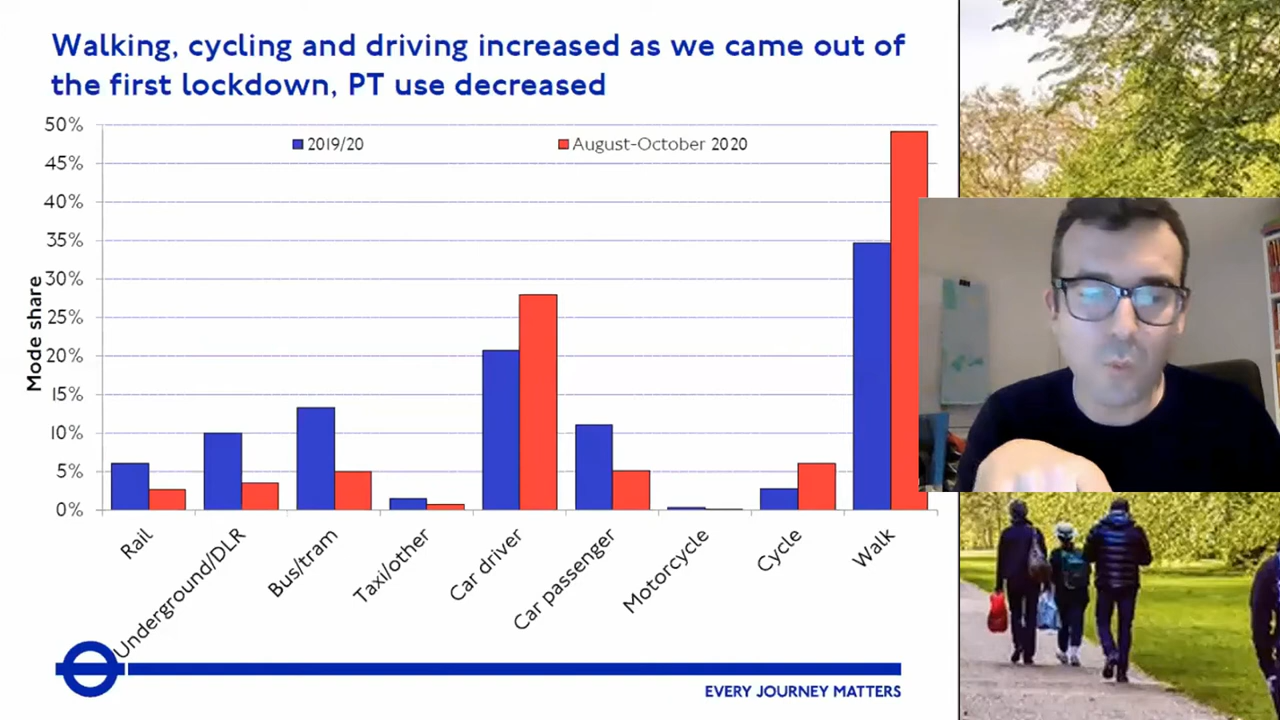 Walking, cycling and driving increased as we came out of
the first lockdown, PT use decreased
50%
45%
40%
35%
30%
25%
20%
15%
10%
5%
0%
Mode share
2019/20
August-October 2020
Rail
Underground/DLR
Bus/tram
Taxi/other
Car driver
Car passenger
Motorcycle
Cycle
Walk
EVERY JOURNEY MATTERS